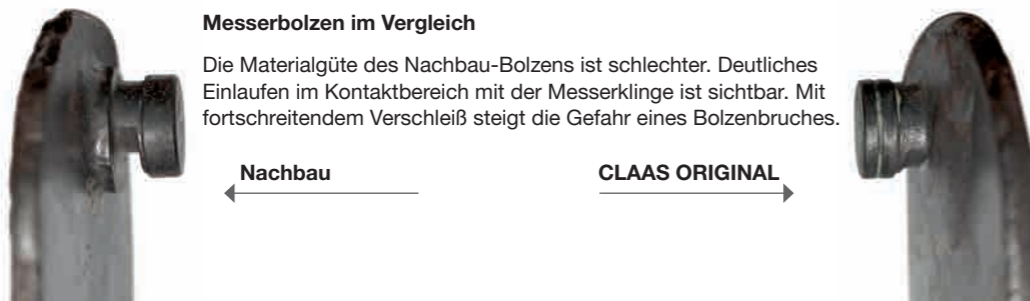 Messerbolzen im Vergleich
Die Materialgüte des Nachbau-Bolzens ist schlechter. Deutliches
Einlaufen im Kontaktbereich mit der Messerklinge ist sichtbar. Mit
fortschreitendem Verschleiß steigt die Gefahr eines Bolzenbruches.
Nachbau
CLAAS ORIGINAL